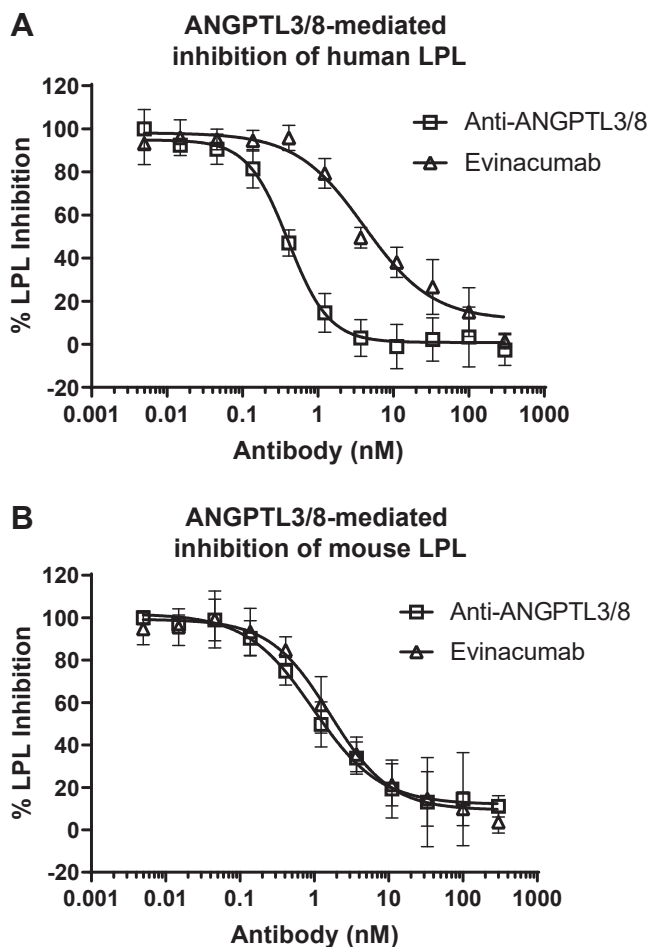 A
ANGPTL3/8-mediated
inhibition of human LPL
120
100
80
60
40
20
0
-20
% LPL Inhibition
Anti-ANGPTL3/8
Evinacumab
0.001 0.01 0.1 1 10 100 1000
Antibody (nM)
B
ANGPTL3/8-mediated
inhibition of mouse LPL
120
100
80
60
40
20
0
-20
% LPL Inhibition
Anti-ANGPTL3/8
Evinacumab
0.001 0.01 0.1 1 10 100 1000
Antibody (nM)